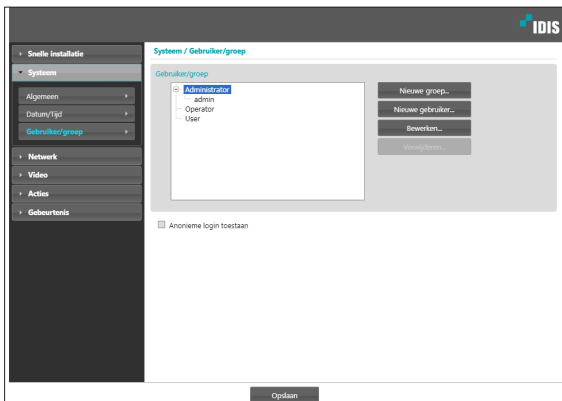 IDIS
Snelle installatie
Systeem
Algemeen
Datum/Tijd
Gebruiker/groep
Netwerk
Video
Acties
Gebeurtenis
Systeem / Gebruiker/groep
Gebruiker/groep
Administrator
admin
Operator
User
Nieuwe groep...
Nieuwe gebruiker...
Bewerken...
Verwijderen...
Anonieme login toestaan
Opslaan